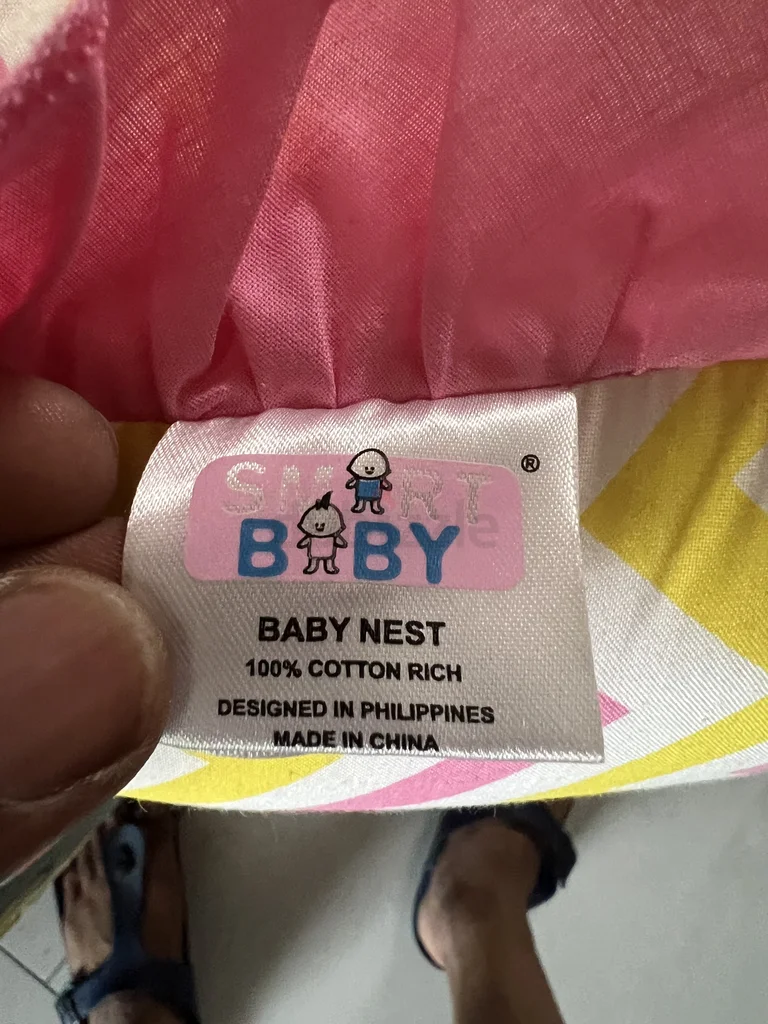 SMART ®
BABY
BABY NEST
100% COTTON RICH
DESIGNED IN PHILIPPINES
MADE IN CHINA